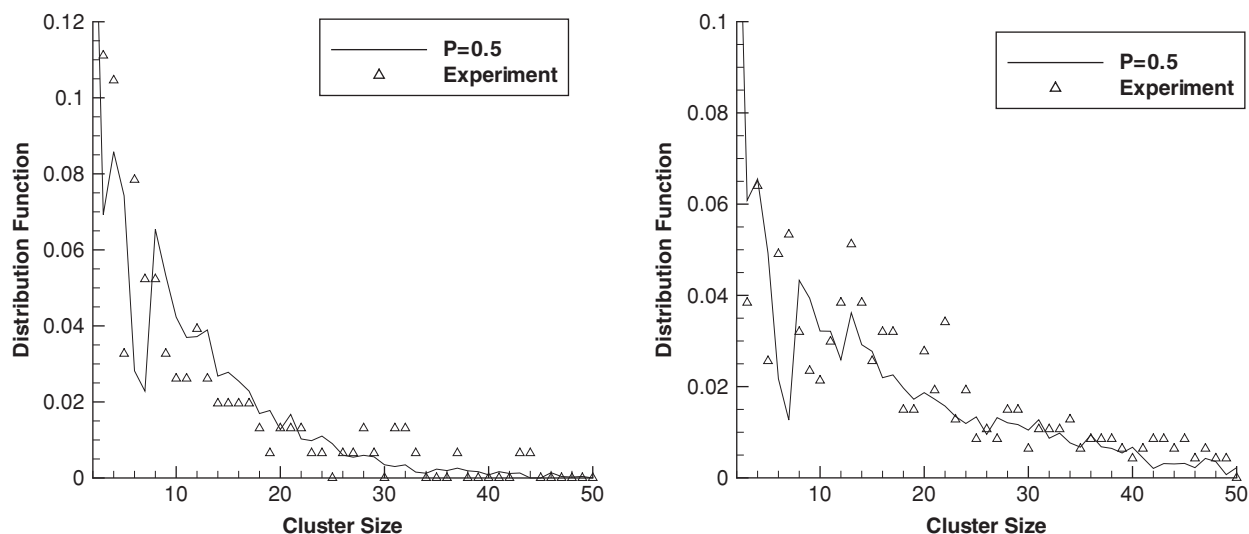 0.12
0.1
0.08
0.06
0.04
0.02
0
Distribution Function
P=0.5
Experiment
10 20 30 40 50
Cluster Size
0.1
0.08
0.06
0.04
0.02
0
Distribution Function
P=0.5
Experiment
10 20 30 40 50
Cluster Size